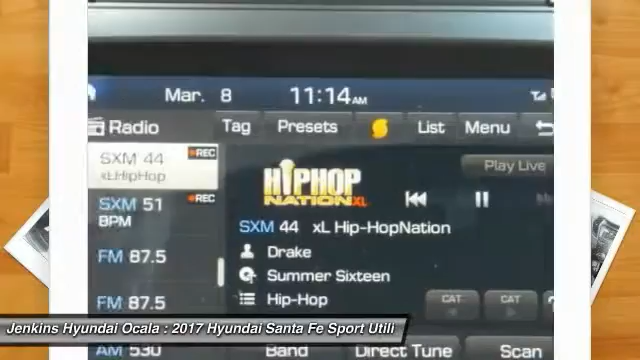 Mar. 8 11:14 AM
Radio Tag Presets List Menu
SXM 44 REC
xLHipHop
Play Live
HIPHOP
NATION XL
SXM 51 REC
BPM
SXM 44 xL Hip-HopNation
FM 87.5
Drake
Summer Sixteen
FM 87.5
Hip-Hop
CAT CAT
Jenkins Hyundai Ocala : 2017 Hyundai Santa Fe Sport Utili
AM 530 Band Direct Tune Scan